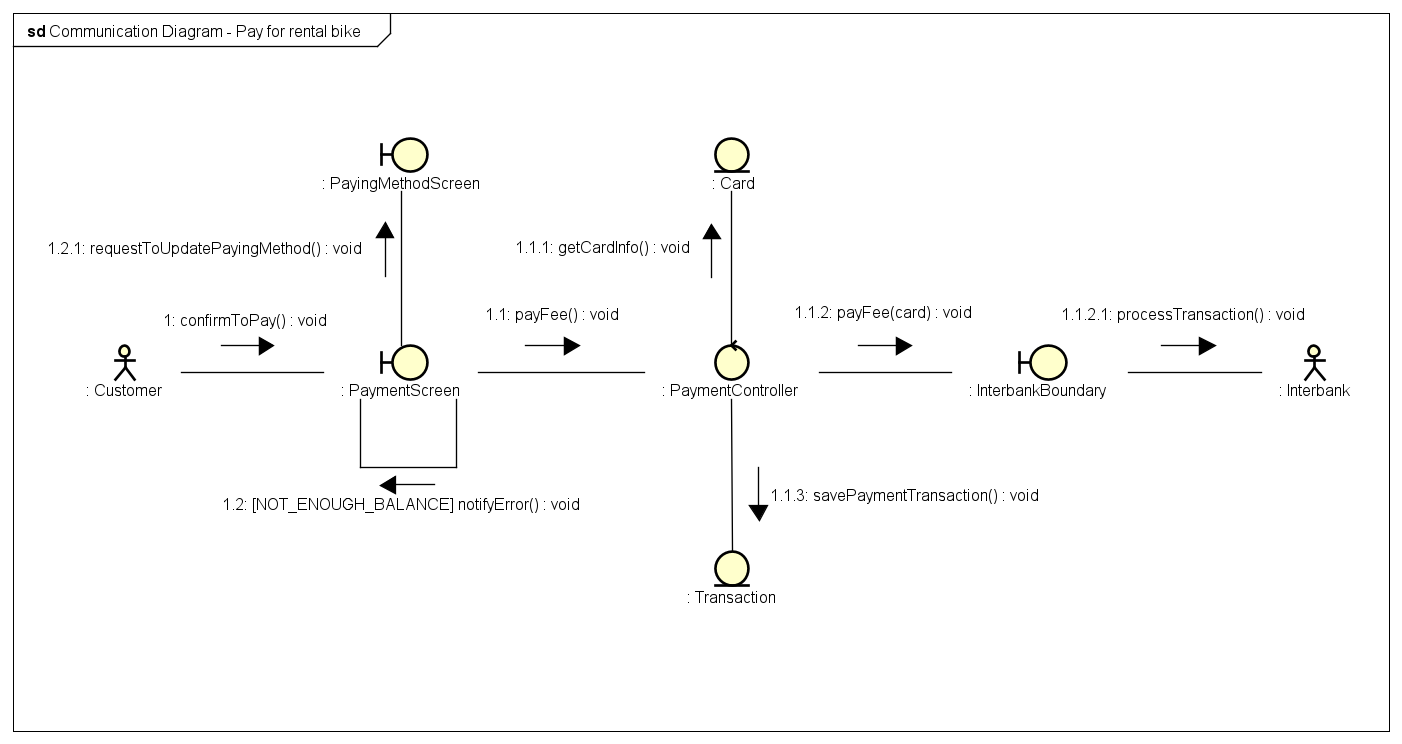 sd Communication Diagram - Pay for rental bike
: PayingMethodScreen
: Card
1.2.1: requestToUpdatePayingMethod() : void
1.1.1: getCardInfo() : void
1: confirmToPay() : void
1.1: payFee() : void
1.1.2: payFee(card) : void
1.1.2.1: processTransaction() : void
: Customer
: PaymentScreen
: PaymentController
: InterbankBoundary
: Interbank
1.2: [NOT_ENOUGH_BALANCE] notifyError() : void
1.1.3: savePaymentTransaction() : void
: Transaction